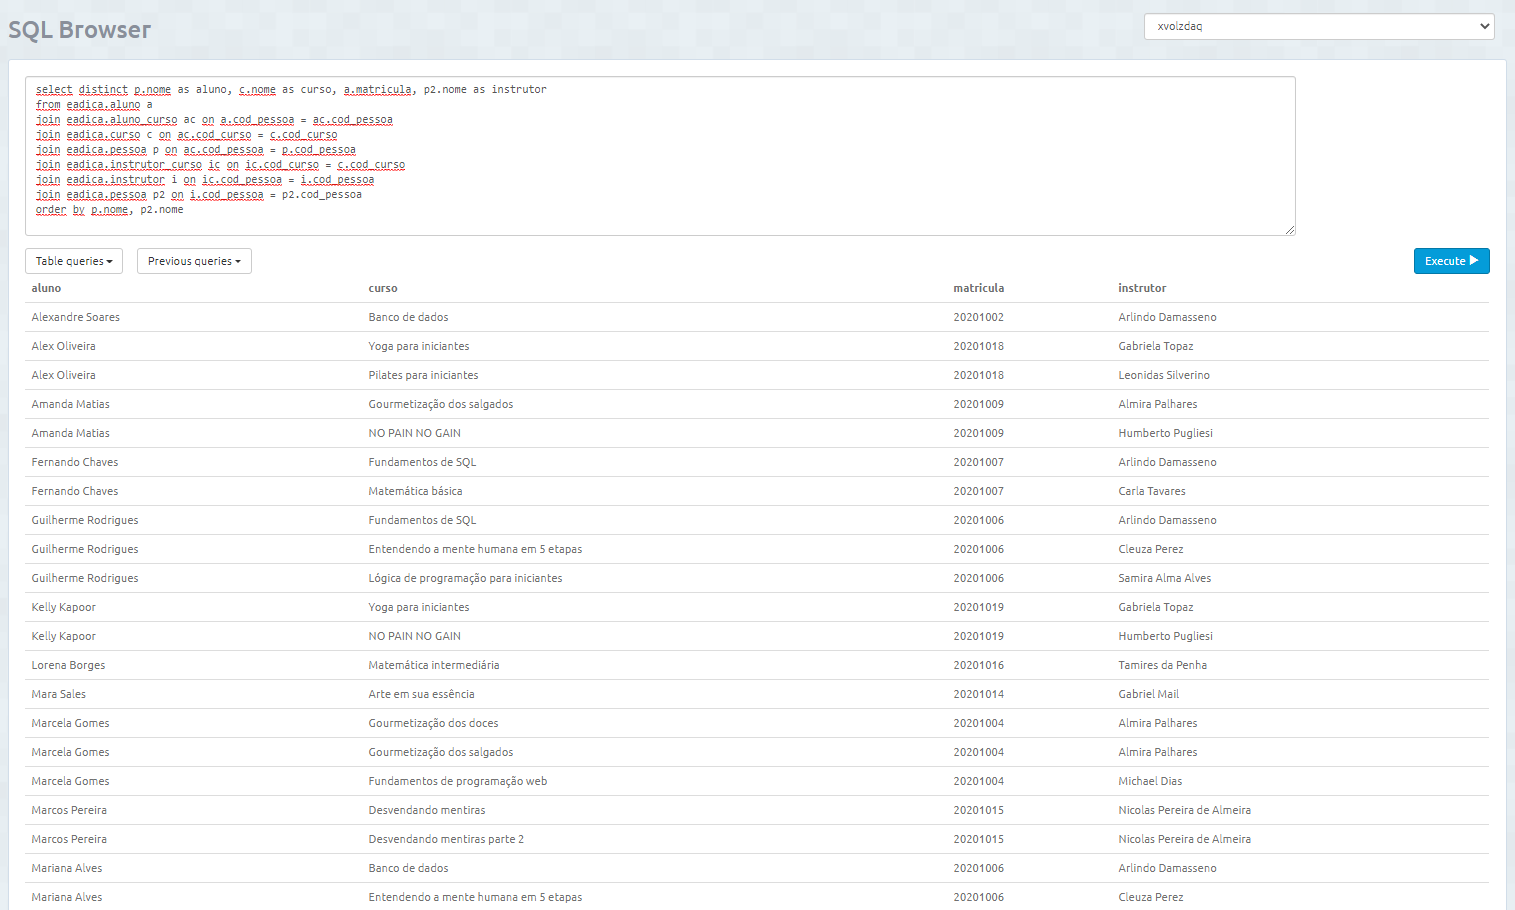 SQL Browser
xvolzdaq
select distinct p.nome as aluno, c.nome as curso, a.matricula, p2.nome as instrutor
from eadica.aluno a
join eadica.aluno_curso ac on a.cod_pessoa = ac.cod_pessoa
join eadica.curso c on ac.cod_curso = c.cod_curso
join eadica.pessoa p on ac.cod_pessoa = p.cod_pessoa
join eadica.instrutor_curso ic on ic.cod_curso = c.cod_curso
join eadica.instrutor i on ic.cod_pessoa = i.cod_pessoa
join eadica.pessoa p2 on i.cod_pessoa = p2.cod_pessoa
order by p.nome, p2.nome
Table queries Previous queries Execute
aluno curso matricula instrutor
Alexandre Soares Banco de dados 20201002 Arlindo Damasseno
Alex Oliveira Yoga para iniciantes 20201018 Gabriela Topaz
Alex Oliveira Pilates para iniciantes 20201018 Leonidas Silverino
Amanda Matias Gourmetização dos salgados 20201009 Almira Palhares
Amanda Matias NO PAIN NO GAIN 20201009 Humberto Pugliesi
Fernando Chaves Fundamentos de SQL 20201007 Arlindo Damasseno
Fernando Chaves Matemática básica 20201007 Carla Tavares
Guilherme Rodrigues Fundamentos de SQL 20201006 Arlindo Damasseno
Guilherme Rodrigues Entendendo a mente humana em 5 etapas 20201006 Cleuza Perez
Guilherme Rodrigues Lógica de programação para iniciantes 20201006 Samira Alma Alves
Kelly Kapoor Yoga para iniciantes 20201019 Gabriela Topaz
Kelly Kapoor NO PAIN NO GAIN 20201019 Humberto Pugliesi
Lorena Borges Matemática intermediária 20201016 Tamires da Penha
Mara Sales Arte em sua essência 20201014 Gabriel Mail
Marcela Gomes Gourmetização dos doces 20201004 Almira Palhares
Marcela Gomes Gourmetização dos salgados 20201004 Almira Palhares
Marcela Gomes Fundamentos de programação web 20201004 Michael Dias
Marcos Pereira Desvendando mentiras 20201015 Nicolas Pereira de Almeira
Marcos Pereira Desvendando mentiras parte 2 20201015 Nicolas Pereira de Almeira
Mariana Alves Banco de dados 20201006 Arlindo Damasseno
Mariana Alves Entendendo a mente humana em 5 etapas 20201006 Cleuza Perez